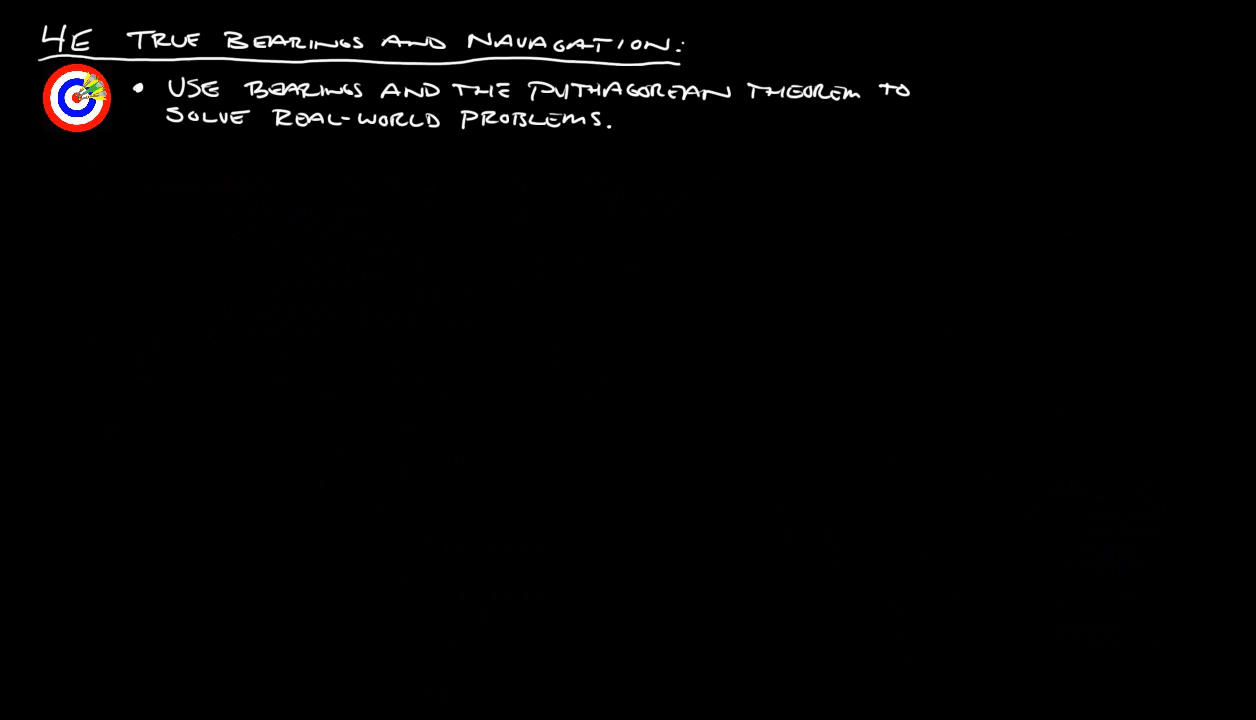 4E TRUE BEARINGS AND NAVAGATION:
• USE BEARINGS AND THE PYTHAGOREAN THEOREM TO
SOLVE REAL-WORLD PROBLEMS.